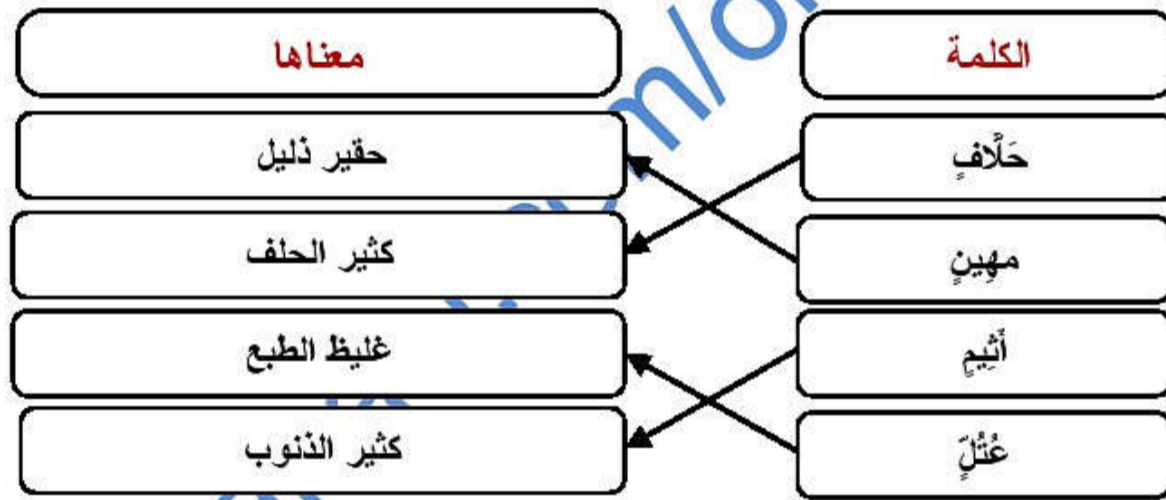 الكلمة
معناها
حَلَّافٍ
حقير ذليل
مهِينٍ
كثير الحلف
أَثِيمٍ
غليظ الطبع
عُتُلٍّ
كثير الذنوب